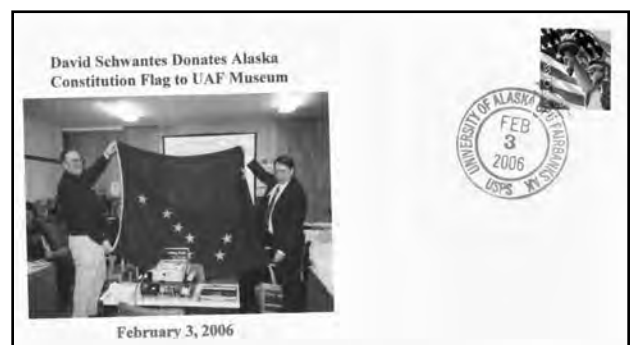 David Schwantes Donates Alaska
Constitution Flag to UAF Museum
UNIVERSITY OF ALASKA FAIRBANKS AK
FEB
3
2006
USPS
February 3, 2006